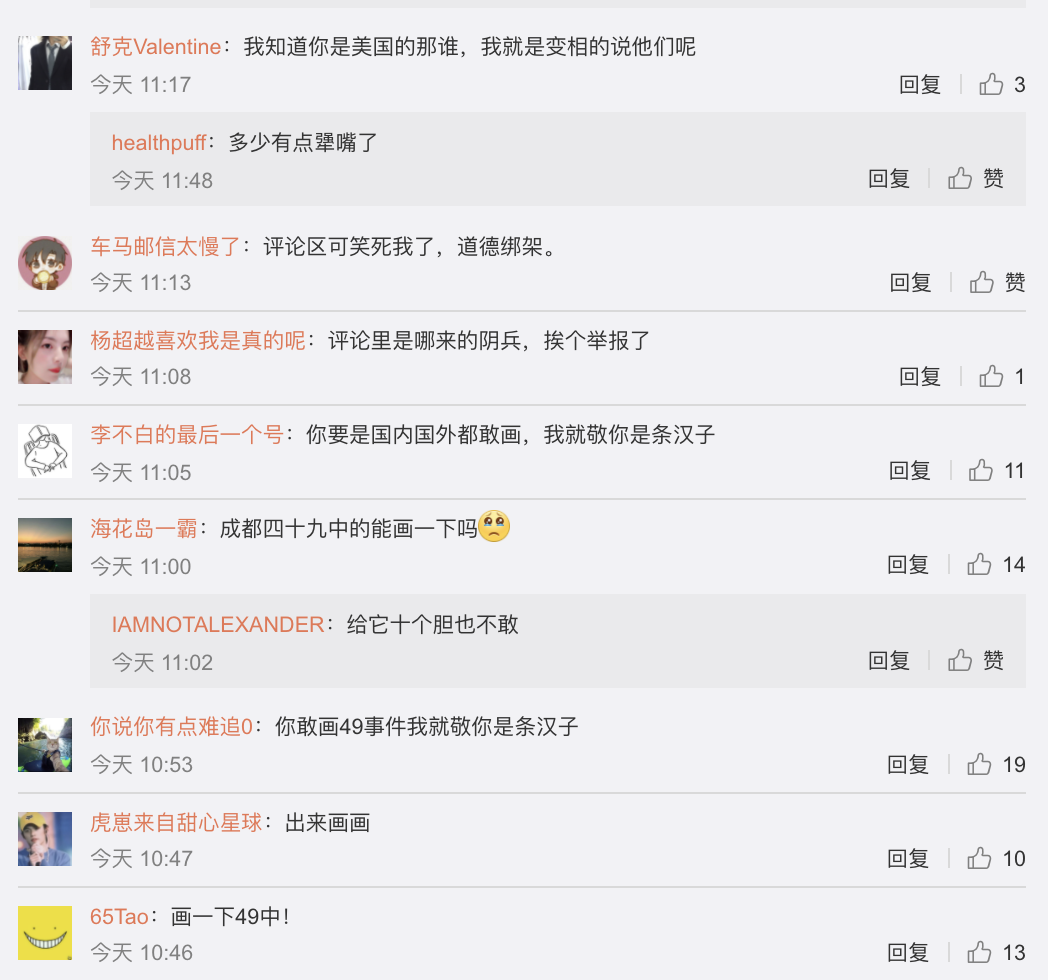 舒克Valentine：我知道你是美国的那谁，我就是变相的说他们呢
今天 11:17
回复 3
healthpuff：多少有点犟嘴了
今天 11:48
回复 赞
车马邮信太慢了：评论区可笑死我了，道德绑架。
今天 11:13
回复 赞
杨超越喜欢我是真的呢：评论里是哪来的阴兵，挨个举报了
今天 11:08
回复 1
李不白的最后一个号：你要是国内国外都敢画，我就敬你是条汉子
今天 11:05
回复 11
海花岛一霸：成都四十九中的能画一下吗🥺
今天 11:00
回复 14
IAMNOTALEXANDER：给它十个胆也不敢
今天 11:02
回复 赞
你说你有点难追0：你敢画49事件我就敬你是条汉子
今天 10:53
回复 19
虎崽来自甜心星球：出来画画
今天 10:47
回复 10
65Tao：画一下49中！
今天 10:46
回复 13